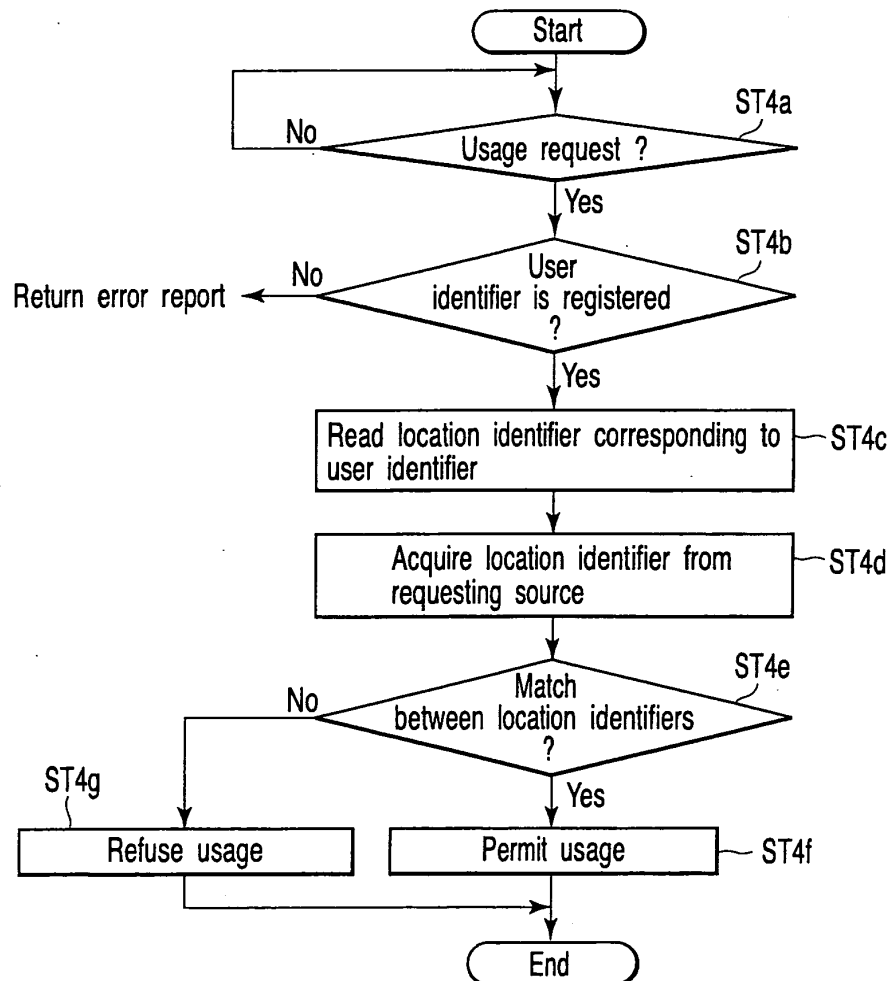 Start
ST4a
No
Usage request ?
Yes
ST4b
No
User
identifier is registered
?
Return error report
Yes
Read location identifier corresponding to
user identifier
ST4c
Acquire location identifier from
requesting source
ST4d
ST4e
No
Match
between location identifiers
?
ST4g
Yes
Refuse usage
Permit usage
ST4f
End